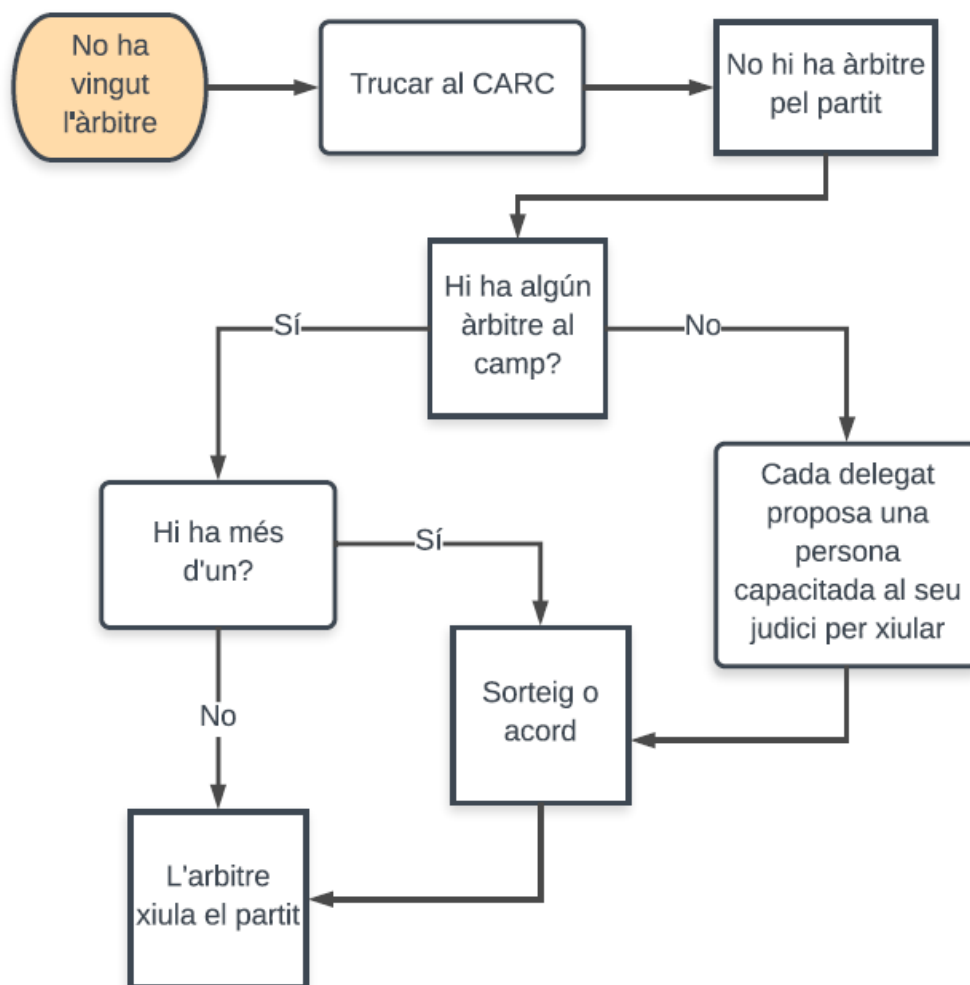 No ha
vingut
l'àrbitre
Trucar al CARC
No hi ha àrbitre
pel partit
Hi ha algún
àrbitre al
camp?
Sí
No
Hi ha més
d'un?
Sí
Cada delegat
proposa una
persona
capacitada al seu
judici per xiular
No
Sorteig o
acord
L'arbitre
xiula el partit